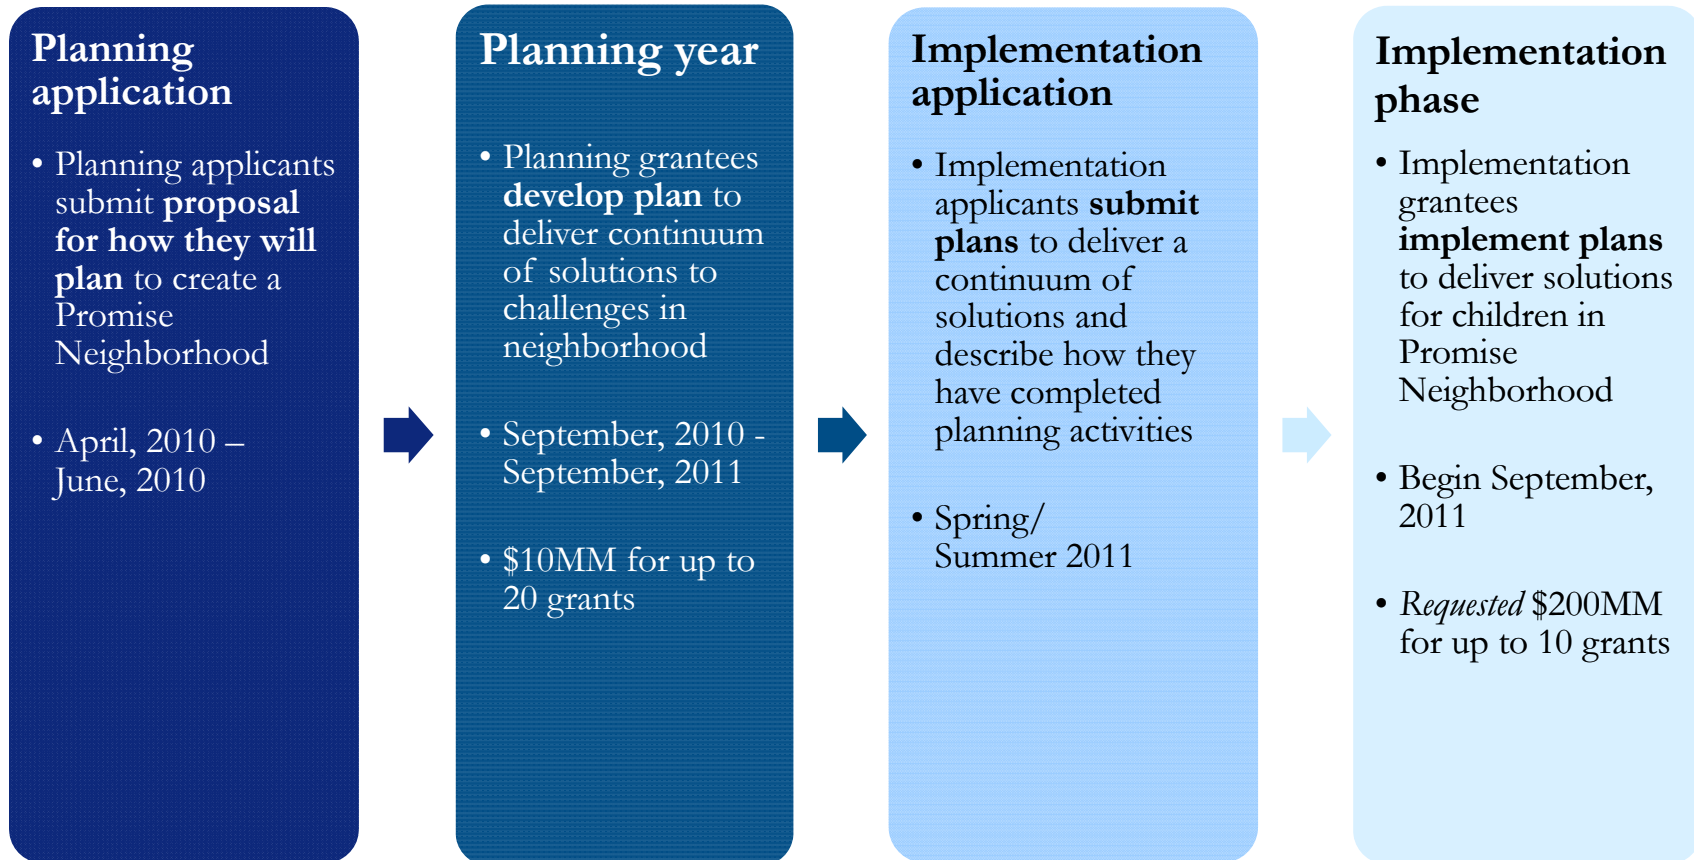 Planning
application
• Planning applicants
submit proposal
for how they will
plan to create a
Promise
Neighborhood
• April, 2010 –
June, 2010
Planning year
• Planning grantees
develop plan to
deliver continuum
of solutions to
challenges in
neighborhood
• September, 2010 -
September, 2011
• $10MM for up to
20 grants
Implementation
application
• Implementation
applicants submit
plans to deliver a
continuum of
solutions and
describe how they
have completed
planning activities
• Spring/
Summer 2011
Implementation
phase
• Implementation
grantees
implement plans
to deliver solutions
for children in
Promise
Neighborhood
• Begin September,
2011
• Requested $200MM
for up to 10 grants